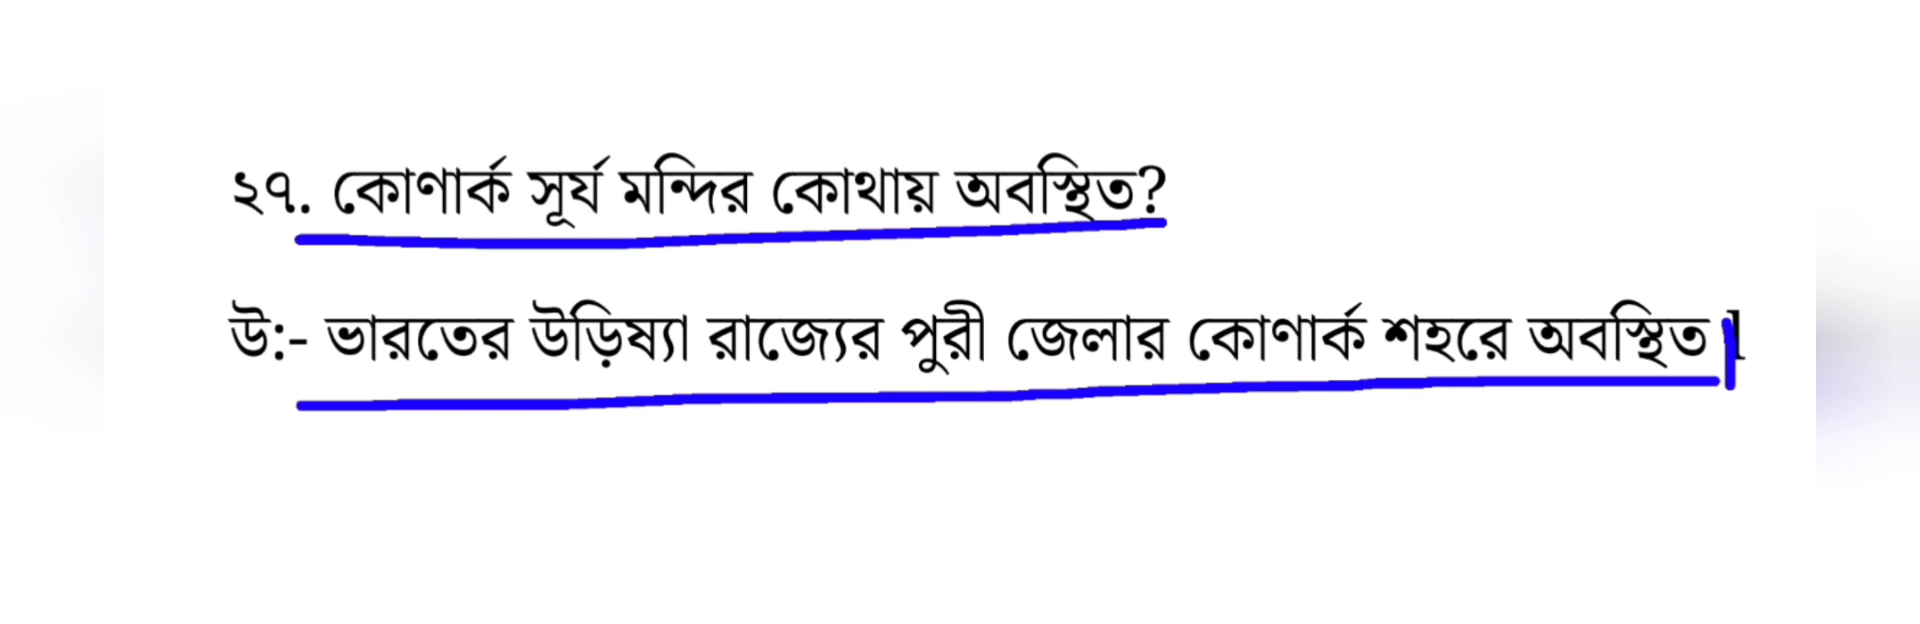 ২৭. কোণার্ক সূর্য মন্দির কোথায় অবস্থিত?
উ:- ভারতের উড়িষ্যা রাজ্যের পুরী জেলার কোণার্ক শহরে অবস্থিত।